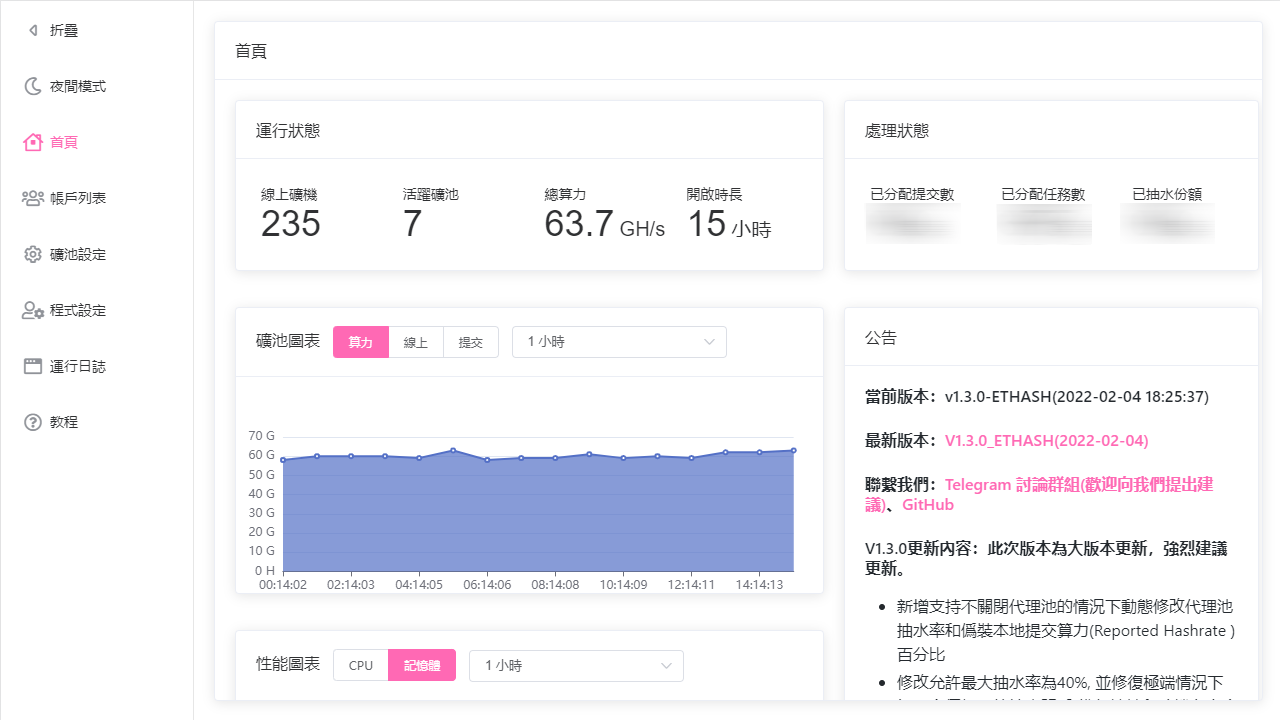 折疊
夜間模式
首頁
帳戶列表
礦池設定
程式設定
運行日誌
教程
首頁
運行狀態
線上礦機
235
活躍礦池
7
總算力
63.7 GH/s
開啟時長
15 小時
處理狀態
已分配提交數
已分配任務數
已抽水份額
礦池圖表
算力
線上
提交
1 小時
70 G
60 G
50 G
40 G
30 G
20 G
10 G
0 H
00:14:02
02:14:03
04:14:05
06:14:06
08:14:08
10:14:09
12:14:11
14:14:13
性能圖表
CPU
記憶體
1 小時
公告
當前版本：v1.3.0-ETHASH(2022-02-04 18:25:37)
最新版本：V1.3.0_ETHASH(2022-02-04)
聯繫我們：Telegram 討論群組(歡迎向我們提出建
議)、GitHub
V1.3.0更新內容：此次版本為大版本更新，強烈建議
更新。
新增支持不關閉代理池的情況下動態修改代理池
抽水率和偽裝本地提交算力(Reported Hashrate )
百分比
修改允許最大抽水率為40%, 並修復極端情況下